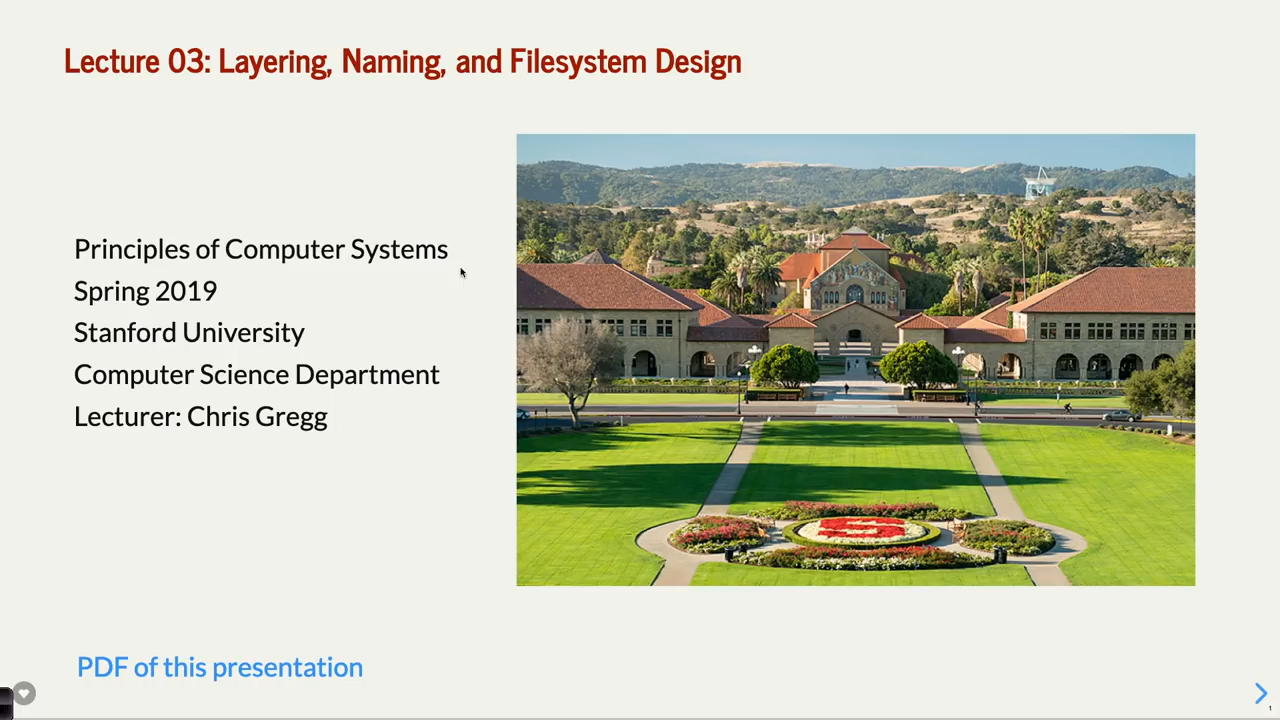 Lecture 03: Layering, Naming, and Filesystem Design
Principles of Computer Systems
Spring 2019
Stanford University
Computer Science Department
Lecturer: Chris Gregg
S
PDF of this presentation
1